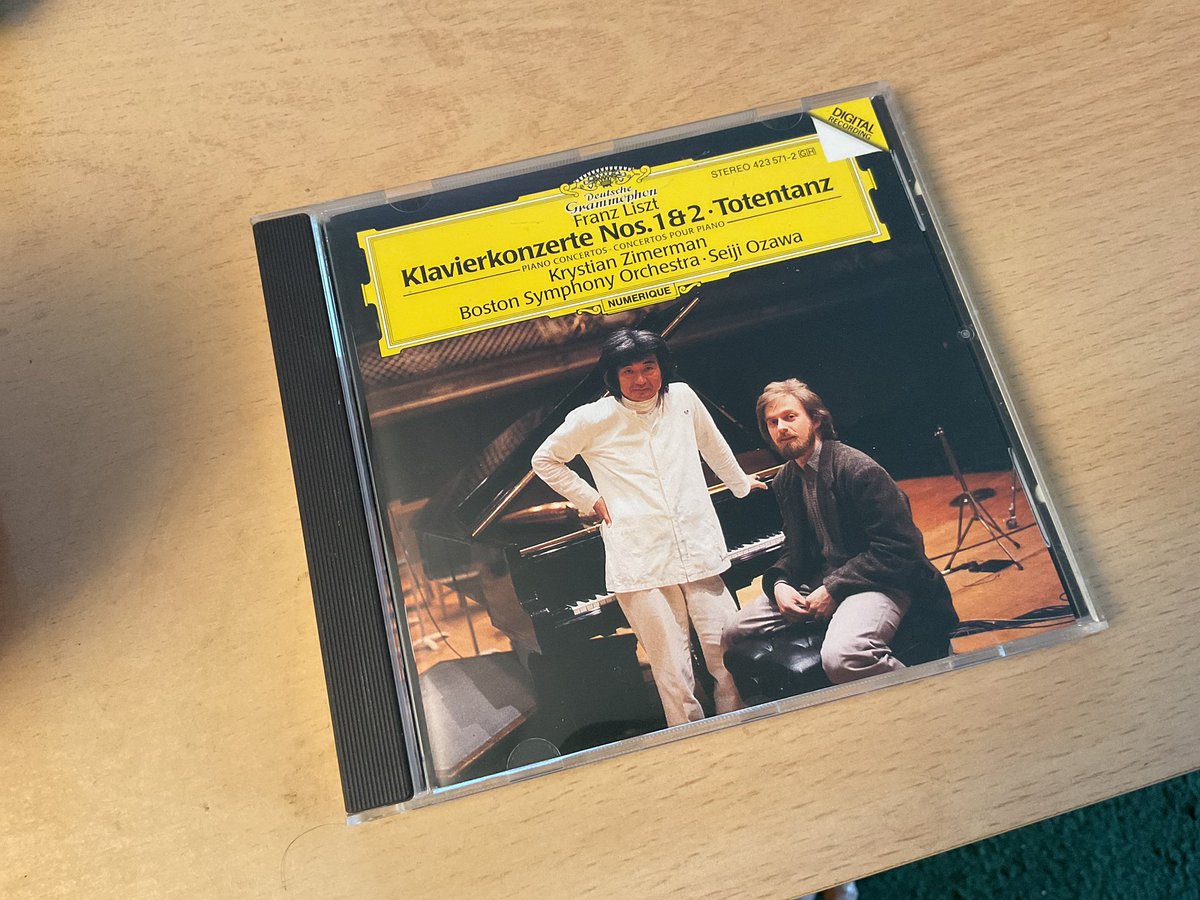 DIGITAL
RECORDING
STEREO 423 571-2 GH
Deutsche
Grammophon
Franz Liszt
Klavierkonzerte Nos. 1 & 2 · Totentanz
PIANO CONCERTOS · CONCERTOS POUR PIANO
Krystian Zimerman
Boston Symphony Orchestra · Seiji Ozawa
NUMERIQUE